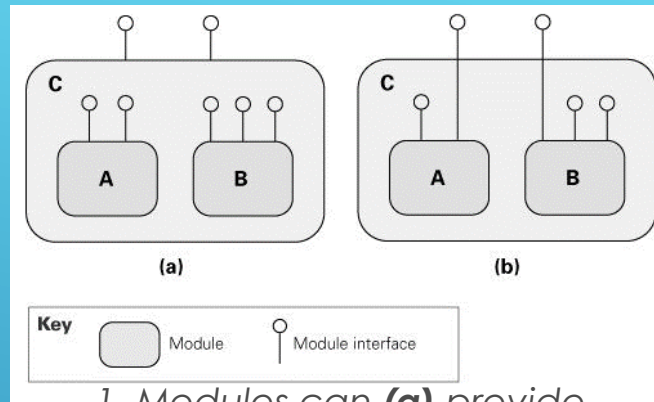 C
A
B
(a)
C
A
B
(b)
Key
Module
Module interface
1. Modules can (a) provide